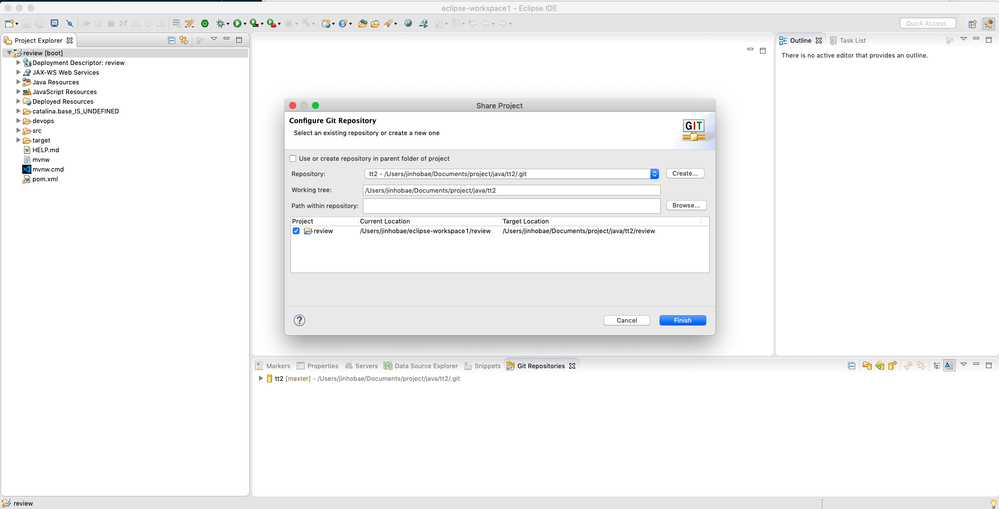 eclipse-workspace1 - Eclipse IDE
Quick Access
Project Explorer
review [boot]
Deployment Descriptor: review
JAX-WS Web Services
Java Resources
JavaScript Resources
Deployed Resources
catalina.base_IS_UNDEFINED
devops
src
target
HELP.md
mvnw
mvnw.cmd
pom.xml
Outline
Task List
There is no active editor that provides an outline.
Share Project
Configure Git Repository
Select an existing repository or create a new one
GIT
Use or create repository in parent folder of project
Repository: tt2 - /Users/jinhobae/Documents/project/java/tt2/.git Create...
Working tree: /Users/jinhobae/Documents/project/java/tt2
Path within repository: Browse...
Project Current Location Target Location
review /Users/jinhobae/eclipse-workspace1/review /Users/jinhobae/Documents/project/java/tt2/review
? Cancel Finish
Markers Properties Servers Data Source Explorer Snippets Git Repositories
tt2 [master] - /Users/jinhobae/Documents/project/java/tt2/.git
review